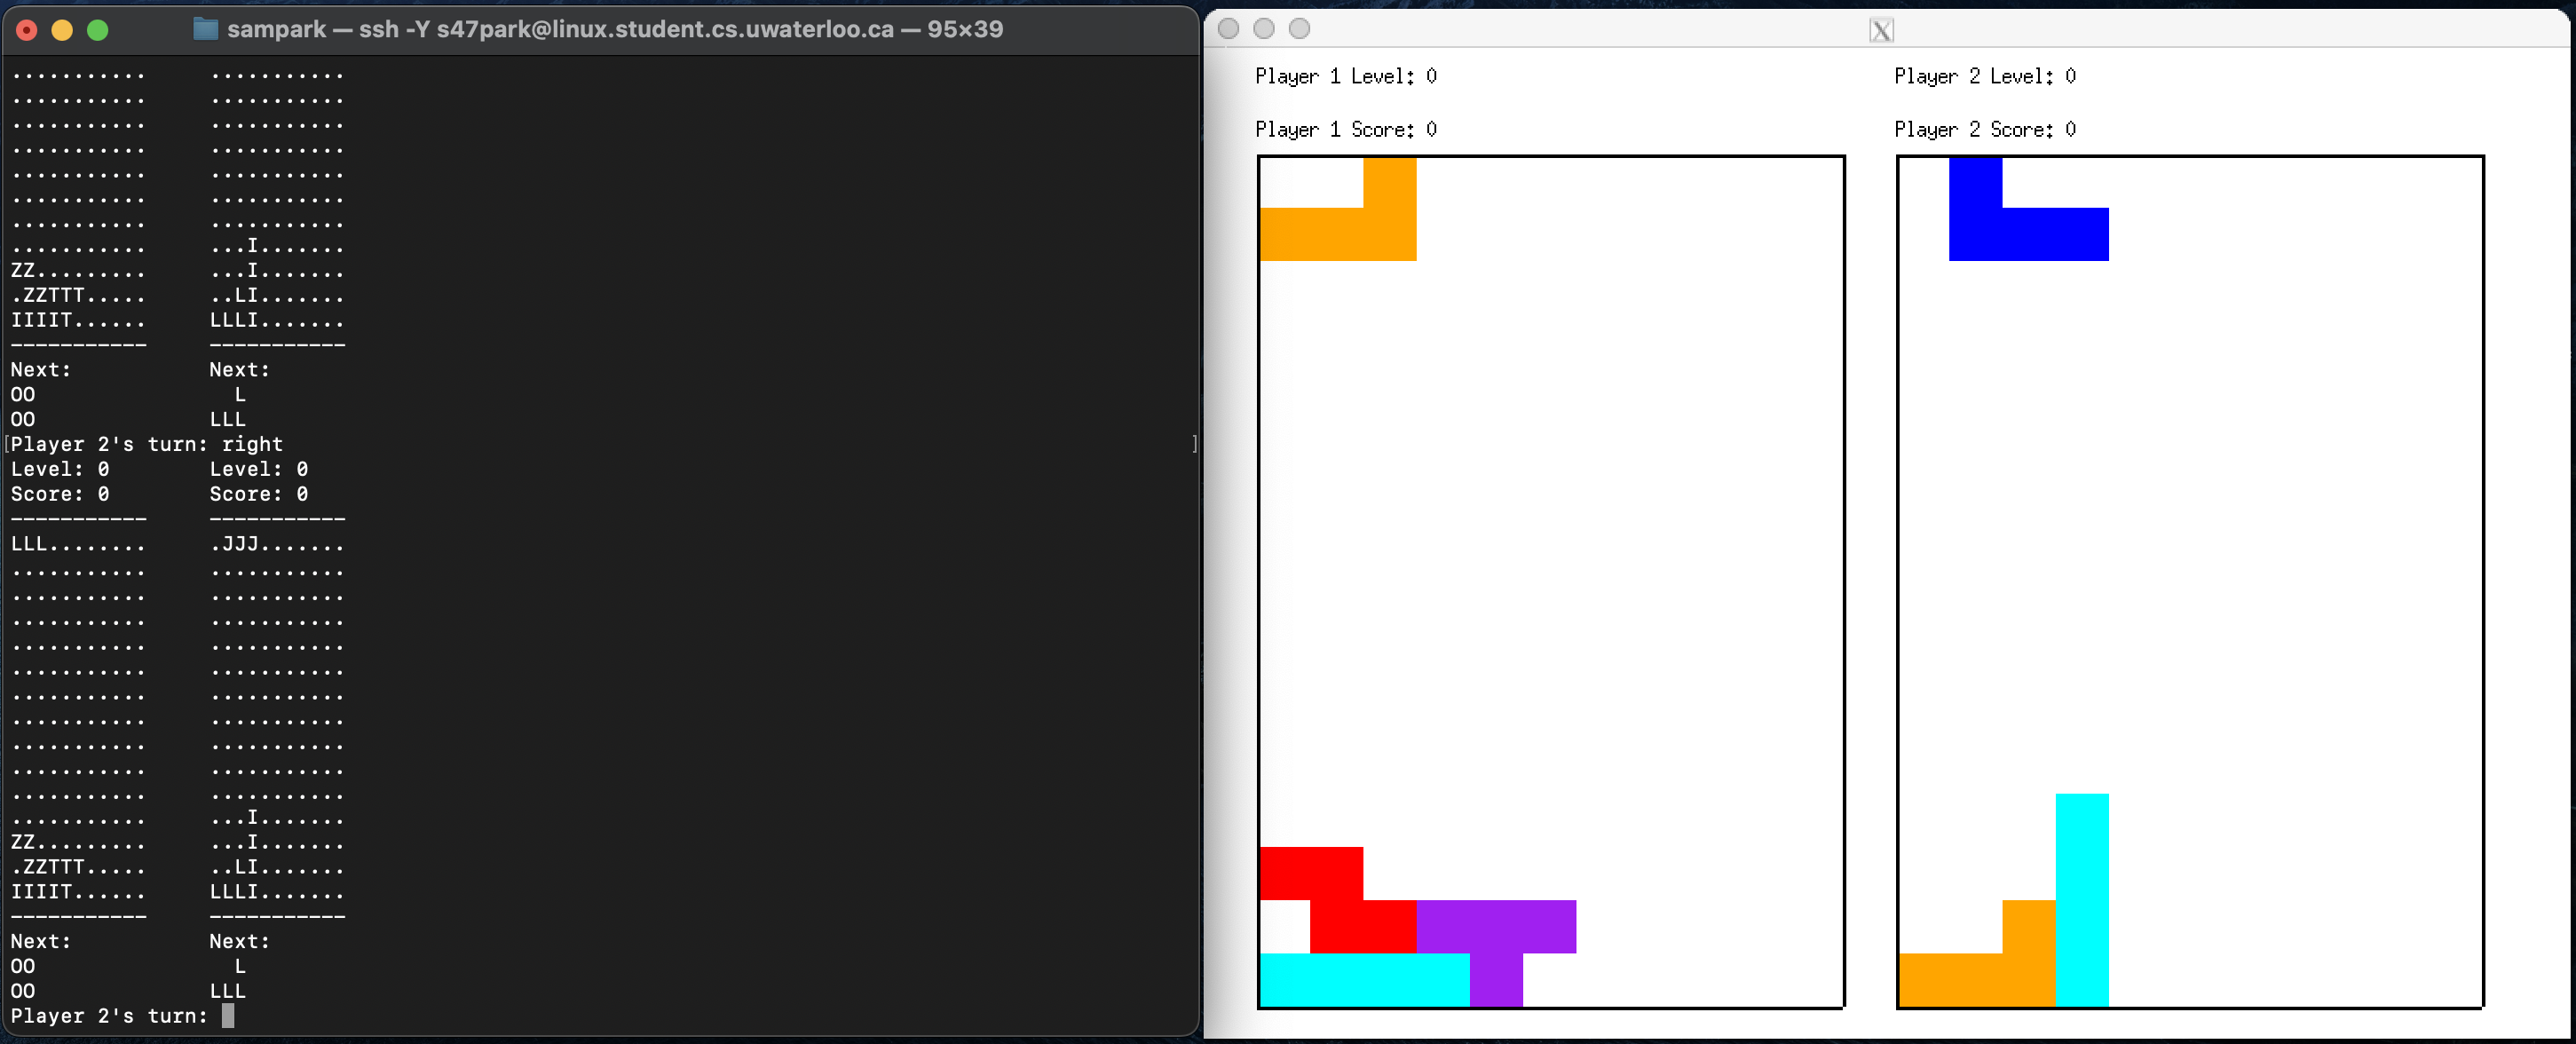 sampark — ssh -Y s47park@linux.student.cs.uwaterloo.ca — 95×39
...........     ...........
...........     ...........
...........     ...........
...........     ...........
...........     ...........
...........     ...........
...........     ...........
...........     ...I.......
ZZ.........     ...I.......
.ZZTTT.....     ..LI.......
IIIIT......     LLLI.......
-----------     -----------
Next:           Next:
OO                L
OO              LLL
[Player 2's turn: right ]
Level: 0        Level: 0
Score: 0        Score: 0
-----------     -----------
LLL........     .JJJ.......
...........     ...........
...........     ...........
...........     ...........
...........     ...........
...........     ...........
...........     ...........
...........     ...........
...........     ...........
...........     ...........
...........     ...........
...........     ...I.......
ZZ.........     ...I.......
.ZZTTT.....     ..LI.......
IIIIT......     LLLI.......
-----------     -----------
Next:           Next:
OO                L
OO              LLL
Player 2's turn:
X
Player 1 Level: 0
Player 1 Score: 0
Player 2 Level: 0
Player 2 Score: 0